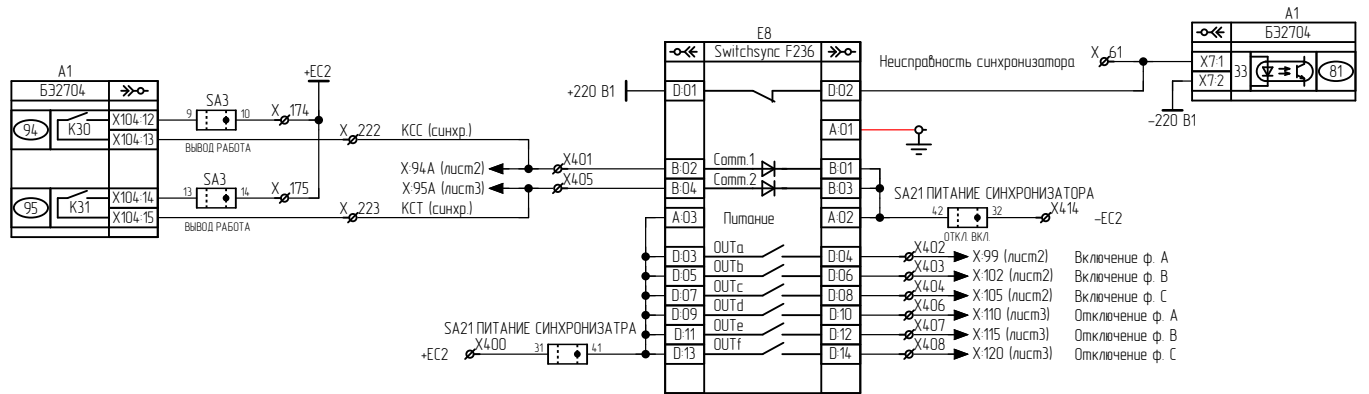 A1
БЭ2704
94
K30
X104:12
X104:13
95
K31
X104:14
X104:15
SA3
9
10
ВЫВОД РАБОТА
X
174
+EC2
X
222
КСС (синхр.)
SA3
13
14
ВЫВОД РАБОТА
X
175
X
223
КСТ (синхр.)
X:94A (лист2)
X401
X:95A (лист3)
X405
SA21 ПИТАНИЕ СИНХРОНИЗАТРА
+EC2
X400
31
41
E8
Switchsync F236
+220 В1
D:01
D:02
A:01
B:02
Comm.1
B:01
B:04
Comm.2
B:03
A:03
Питание
A:02
D:03
OUTa
D:04
D:05
OUTb
D:06
D:07
OUTc
D:08
D:09
OUTd
D:10
D:11
OUTe
D:12
D:13
OUTf
D:14
Неисправность синхронизатора
X
61
A1
БЭ2704
X7:1
X7:2
33
81
-220 В1
SA21 ПИТАНИЕ СИНХРОНИЗАТОРА
42
32
ОТКЛ. ВКЛ.
X414
-EC2
X402
X:99 (лист2)
Включение ф. А
X403
X:102 (лист2)
Включение ф. В
X404
X:105 (лист2)
Включение ф. С
X406
X:110 (лист3)
Отключение ф. А
X407
X:115 (лист3)
Отключение ф. В
X408
X:120 (лист3)
Отключение ф. С